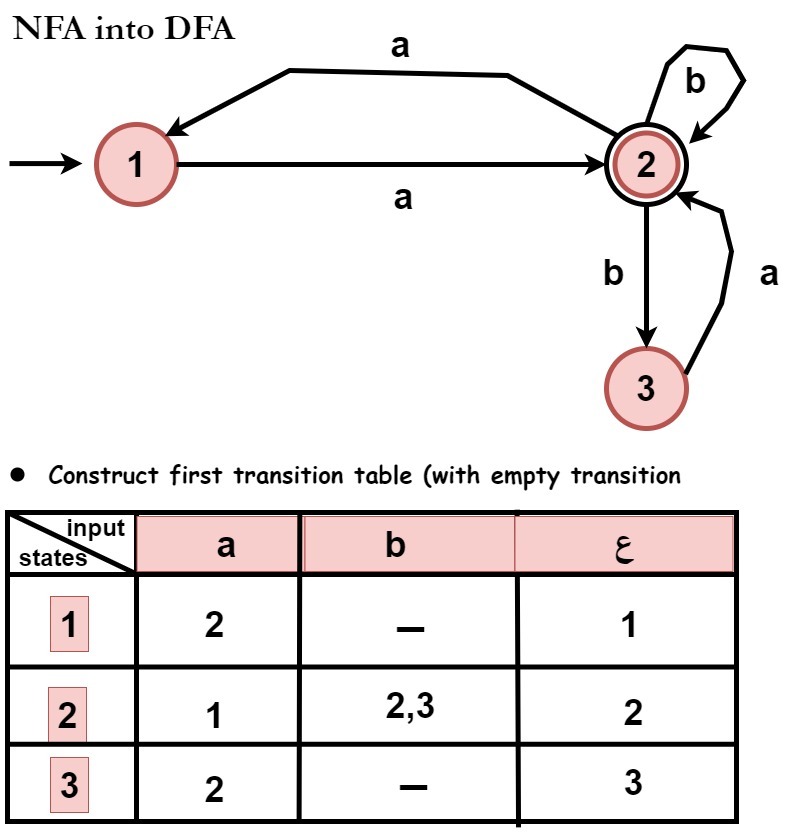 NFA into DFA
a
b
1
2
a
b
a
3
● Construct first transition table (with empty transition
input
states
a b ع
1 2 – 1
2 1 2,3 2
3 2 – 3